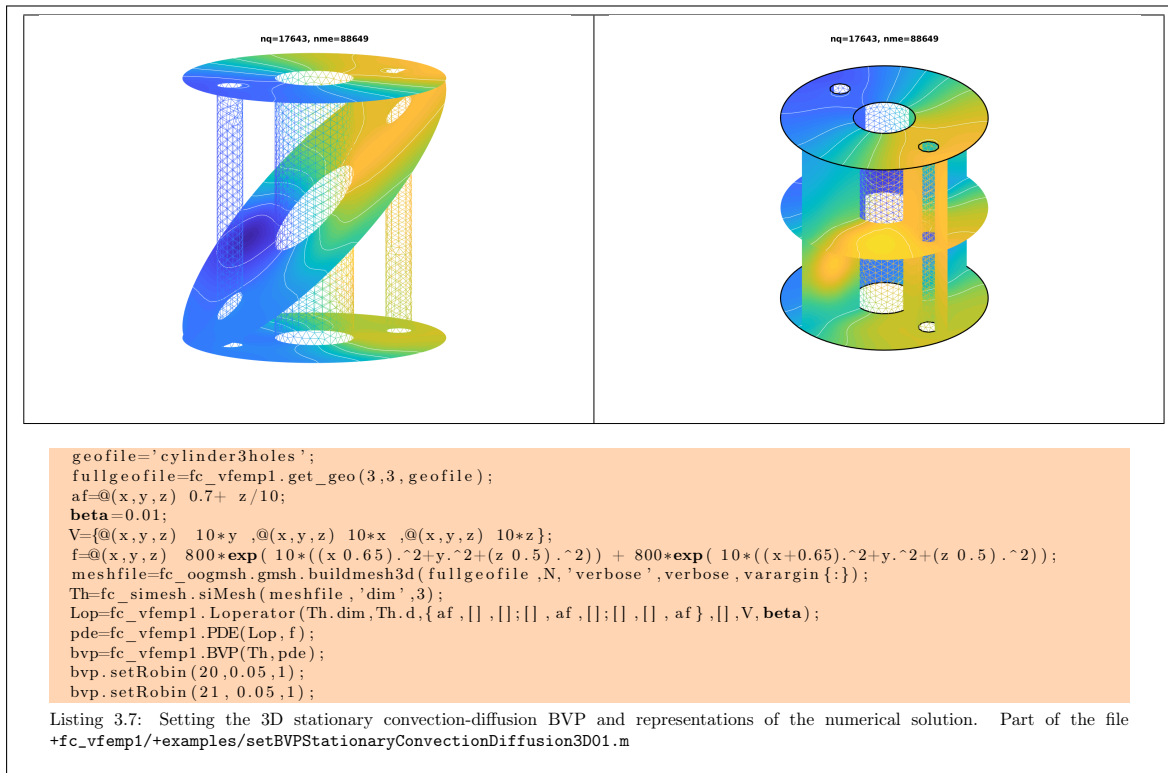 nq=17643, nme=88649
nq=17643, nme=88649
geofile='cylinder3holes';
fullgeofile=fc_vfemp1.get_geo(3,3,geofile);
af=@(x,y,z) 0.7+ z/10;
beta=0.01;
V={@(x,y,z) 10*y ,@(x,y,z) 10*x ,@(x,y,z) 10*z};
f=@(x,y,z) 800*exp( 10*((x 0.65).^2+y.^2+(z 0.5).^2)) + 800*exp( 10*((x+0.65).^2+y.^2+(z 0.5).^2));
meshfile=fc_oogmsh.gmsh.buildmesh3d(fullgeofile,N,'verbose',verbose,varargin{:});
Th=fc_simesh.siMesh(meshfile,'dim',3);
Lop=fc_vfemp1.Loperator(Th.dim,Th.d,{af,[],[];[],af,[];[],[],af},[],V,beta);
pde=fc_vfemp1.PDE(Lop,f);
bvp=fc_vfemp1.BVP(Th,pde);
bvp.setRobin(20,0.05,1);
bvp.setRobin(21, 0.05,1);
Listing 3.7: Setting the 3D stationary convection-diffusion BVP and representations of the numerical solution. Part of the file
+fc_vfemp1/+examples/setBVPStationaryConvectionDiffusion3D01.m